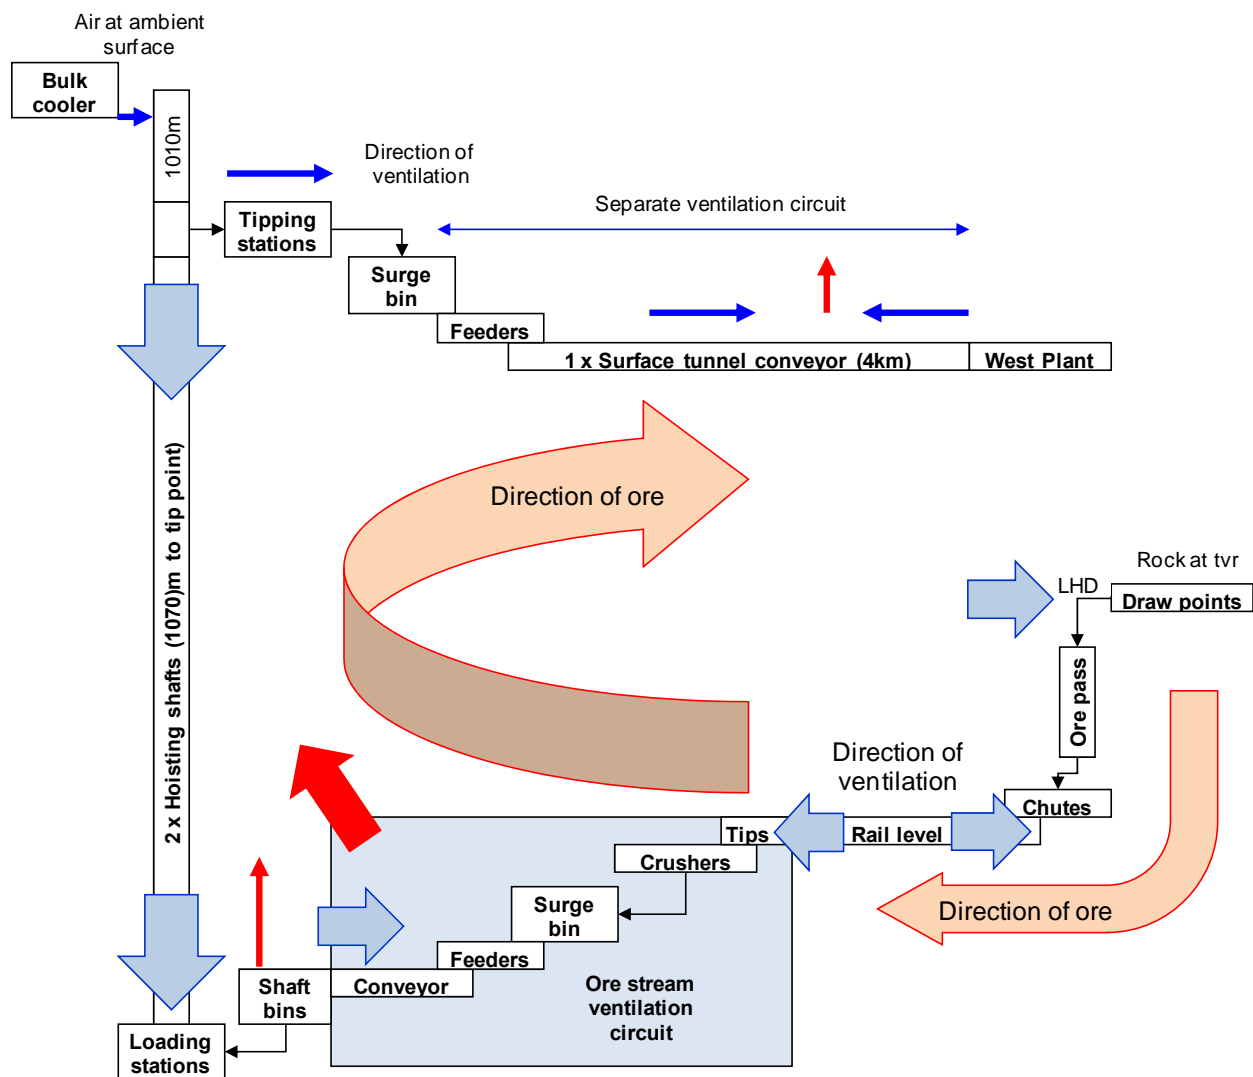 Air at ambient
surface
Bulk
cooler
1010m
Direction of
ventilation
Separate ventilation circuit
Tipping
stations
Surge
bin
Feeders
1 x Surface tunnel conveyor (4km)
West Plant
Direction of ore
2 x Hoisting shafts (1070)m to tip point)
Rock at tvr
LHD
Draw points
Ore pass
Direction of
ventilation
Chutes
Tips
Rail level
Crushers
Surge
bin
Direction of ore
Feeders
Shaft
bins
Conveyor
Ore stream
ventilation
circuit
Loading
stations